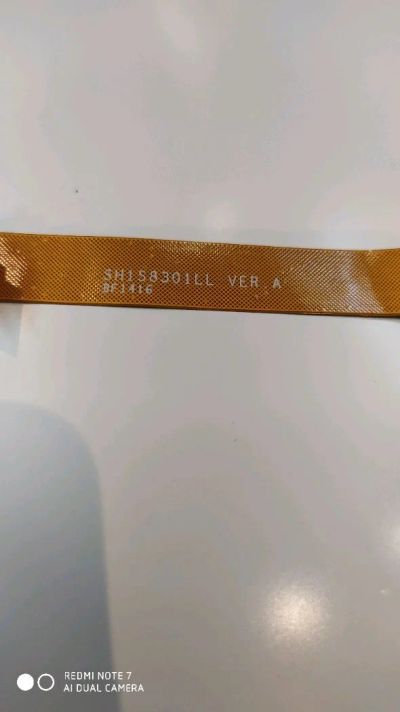 SH158301LL VER A
BF1416
REDMI NOTE 7
AI DUAL CAMERA